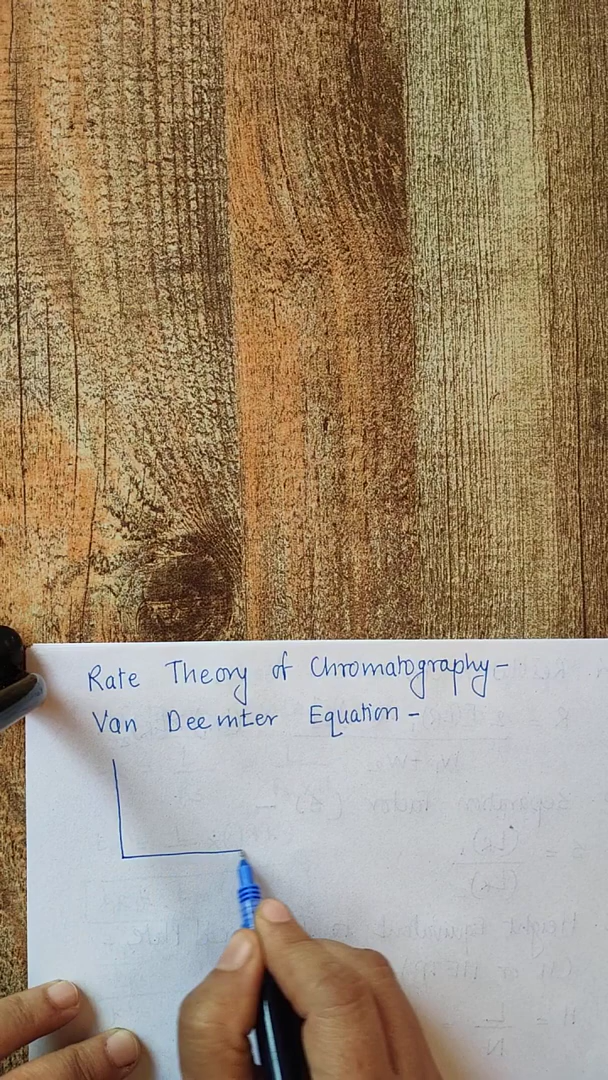 Rate Theory of Chromatography-
Van Deemter Equation-